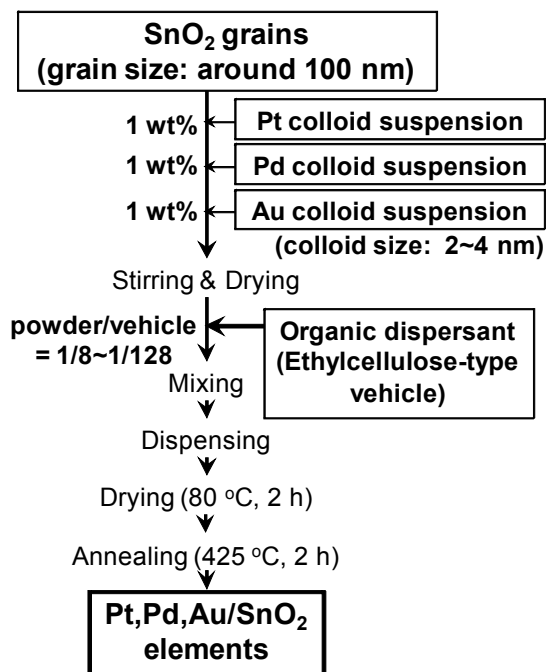 SnO₂ grains
(grain size: around 100 nm)
1 wt%
Pt colloid suspension
1 wt%
Pd colloid suspension
1 wt%
Au colloid suspension
(colloid size: 2~4 nm)
Stirring & Drying
powder/vehicle
= 1/8~1/128
Organic dispersant
(Ethylcellulose-type
vehicle)
Mixing
Dispensing
Drying (80 °C, 2 h)
Annealing (425 °C, 2 h)
Pt,Pd,Au/SnO₂
elements